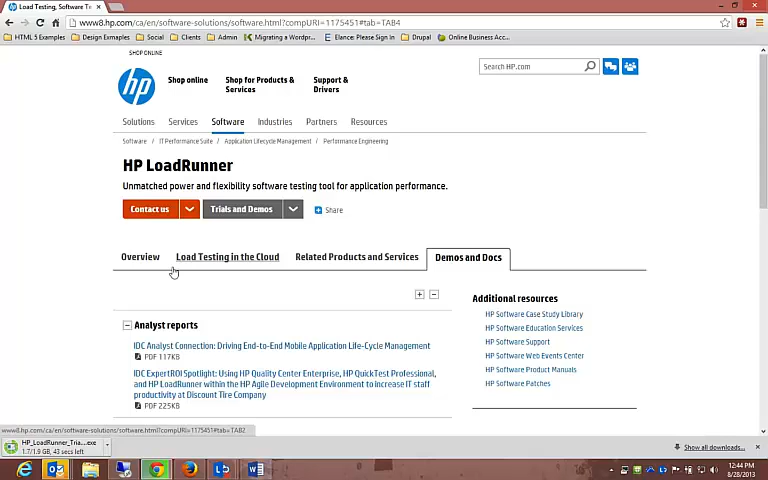 Load Testing, Software Te
www8.hp.com/ca/en/software-solutions/software.html?compURI=1175451#tab=TAB4
HTML 5 Examples
Design Exmaples
Social
Clients
Admin
Migrating a Wordpr...
Elance: Please Sign In
Drupal
Online Business Acc...
SHOP ONLINE
hp
Shop online
Shop for Products & Services
Support & Drivers
Search HP.com
Solutions
Services
Software
Industries
Partners
Resources
Software / IT Performance Suite / Application Lifecycle Management / Performance Engineering
HP LoadRunner
Unmatched power and flexibility software testing tool for application performance.
Contact us
Trials and Demos
Share
Overview
Load Testing in the Cloud
Related Products and Services
Demos and Docs
Analyst reports
IDC Analyst Connection: Driving End-to-End Mobile Application Life-Cycle Management
PDF 117KB
IDC ExpertROI Spotlight: Using HP Quality Center Enterprise, HP QuickTest Professional,
and HP LoadRunner within the HP Agile Development Environment to increase IT staff
productivity at Discount Tire Company
PDF 225KB
Additional resources
HP Software Case Study Library
HP Software Education Services
HP Software Support
HP Software Web Events Center
HP Software Product Manuals
HP Software Patches
www8.hp.com/ca/en/software-solutions/software.html?compURI=1175451#tab=TAB2
HP_LoadRunner_Tria....exe
1.7/1.9 GB, 43 secs left
Show all downloads...
12:44 PM
8/28/2013